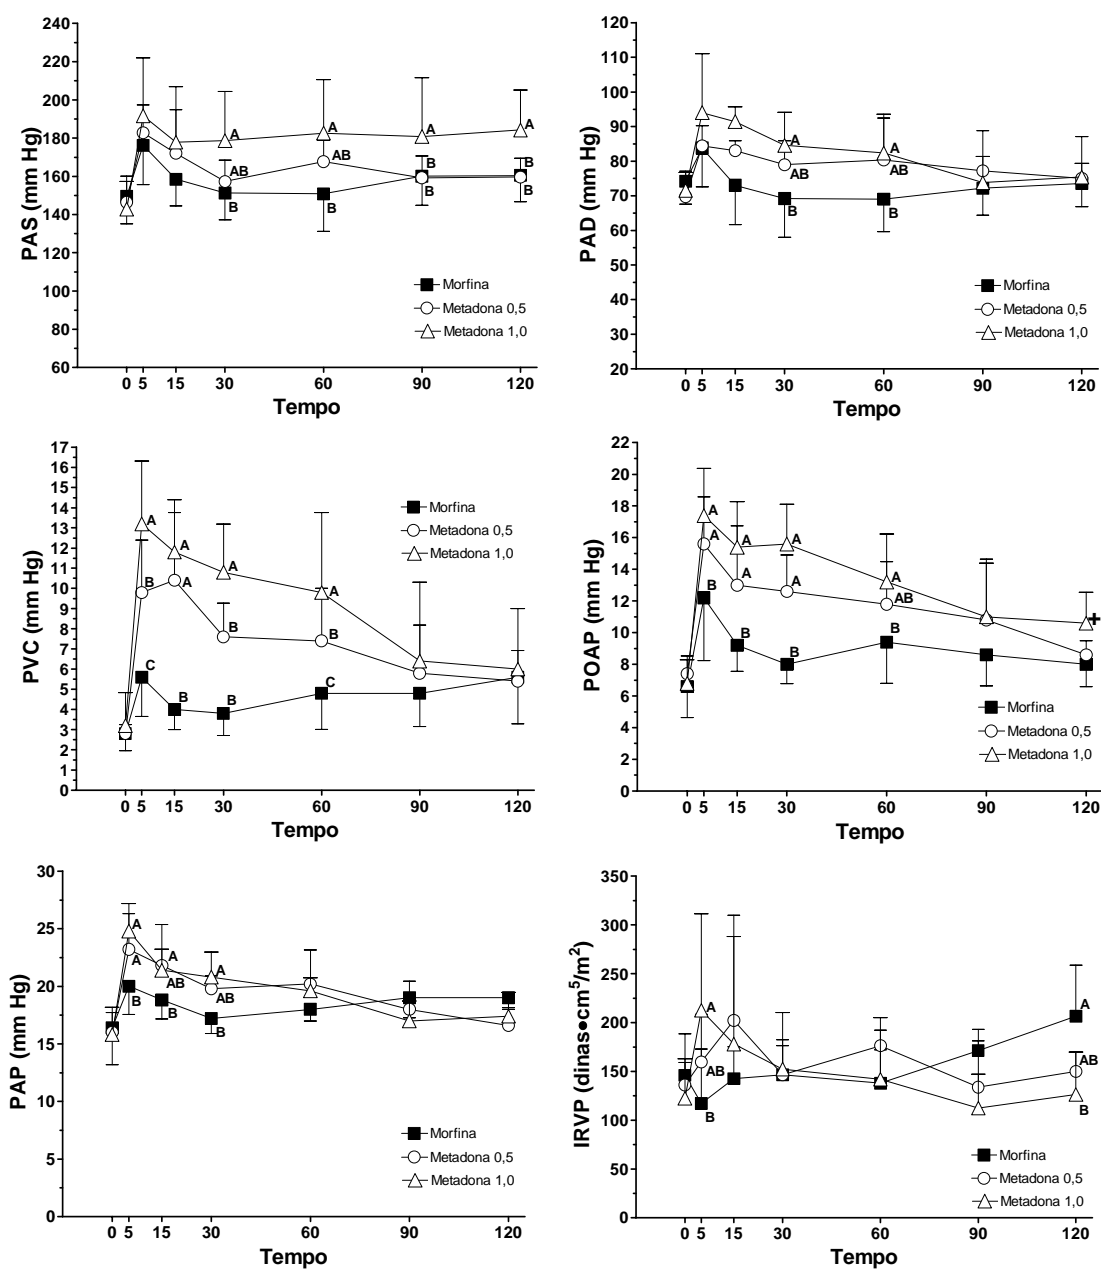 PAS (mm Hg)
240
220
200
180
160
140
120
100
80
60
A
A
A
A
AB
AB
B
B
B
B
B
B
Morfina
Metadona 0,5
Metadona 1,0
0 5 15 30 60 90 120
Tempo
PAD (mm Hg)
120
110
100
90
80
70
60
50
40
30
20
A
A
AB
AB
B
B
Morfina
Metadona 0,5
Metadona 1,0
0 5 15 30 60 90 120
Tempo
PVC (mm Hg)
17
16
15
14
13
12
11
10
9
8
7
6
5
4
3
2
1
0
A
A
A
A
B
A
B
B
C
B
B
C
Morfina
Metadona 0,5
Metadona 1,0
0 5 15 30 60 90 120
Tempo
POAP (mm Hg)
22
20
18
16
14
12
10
8
6
4
2
0
A
A
A
A
A
A
A
AB
B
B
B
B
+
Morfina
Metadona 0,5
Metadona 1,0
0 5 15 30 60 90 120
Tempo
PAP (mm Hg)
30
25
20
15
10
5
0
A
A
A
A
AB
AB
B
B
B
Morfina
Metadona 0,5
Metadona 1,0
0 5 15 30 60 90 120
Tempo
IRVP (dinas●cm⁵/m²)
350
300
250
200
150
100
50
0
A
A
AB
AB
B
B
Morfina
Metadona 0,5
Metadona 1,0
0 5 15 30 60 90 120
Tempo